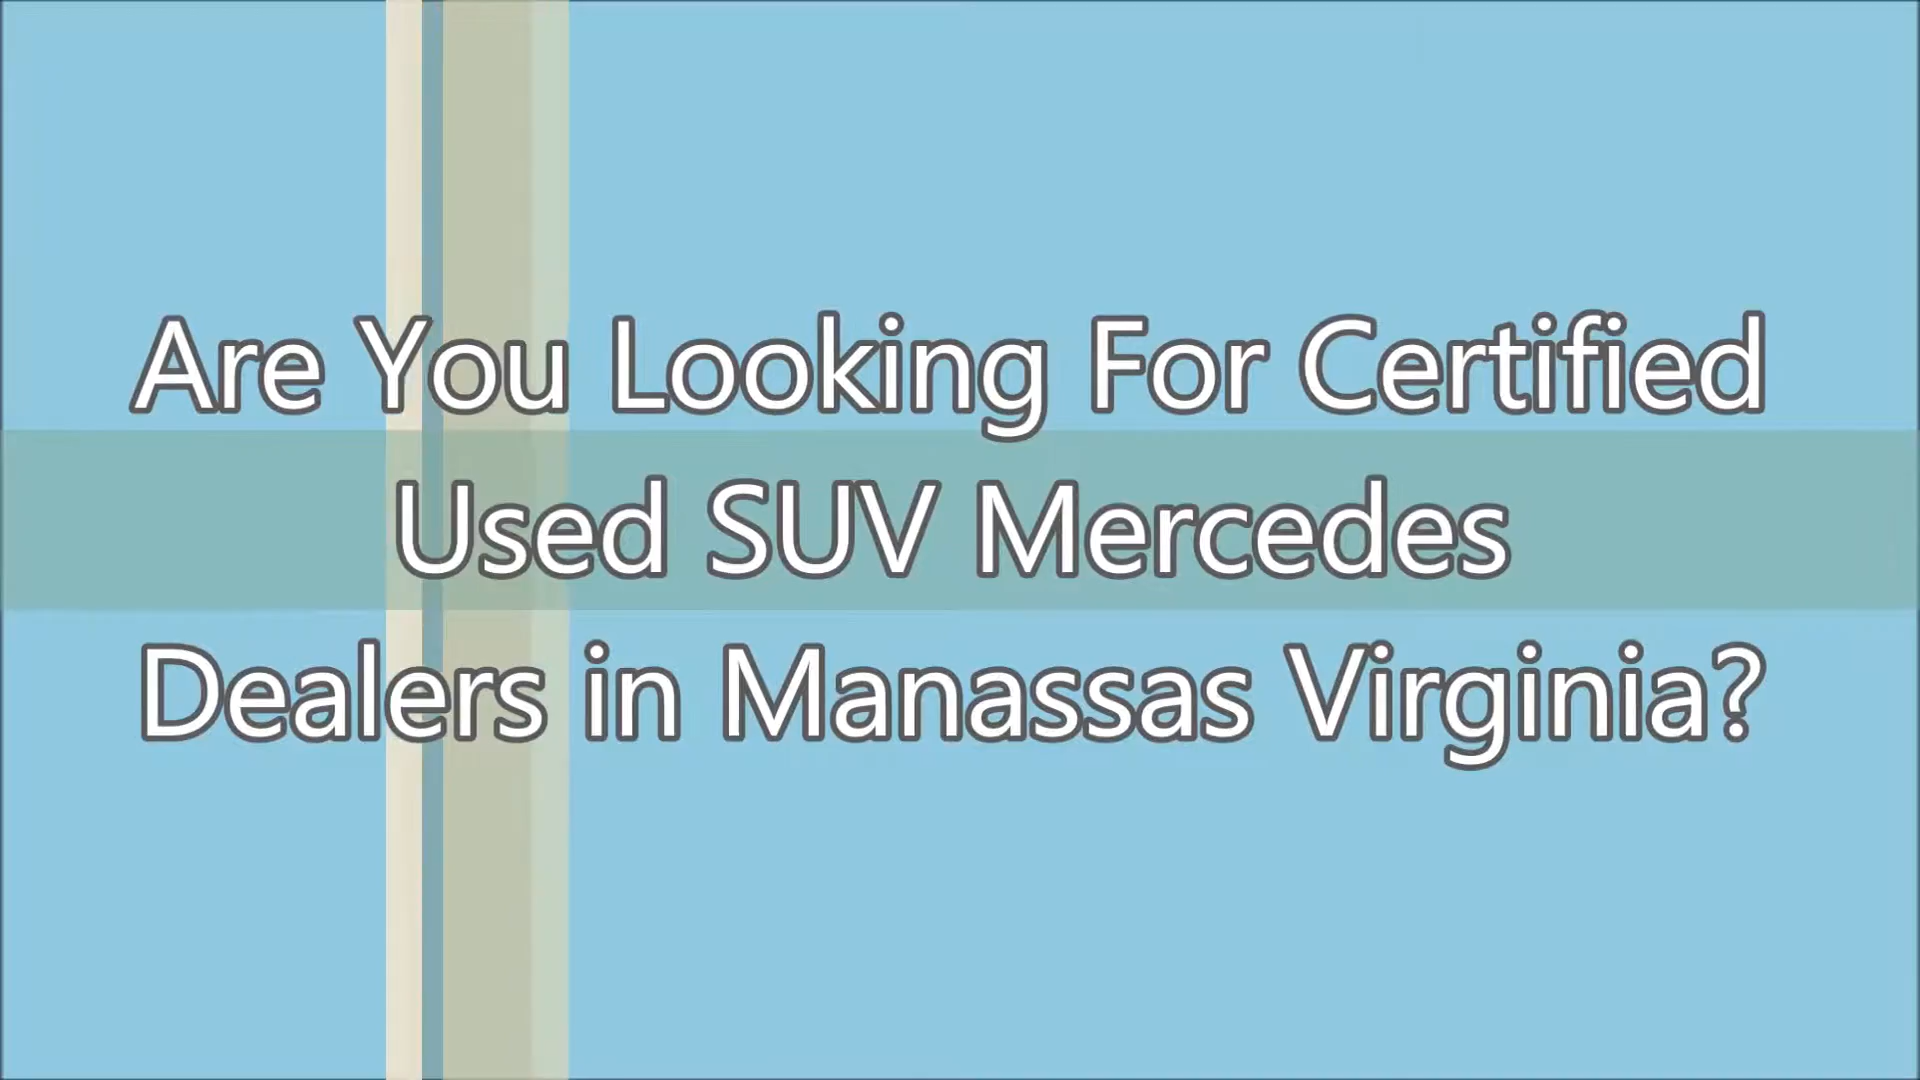 Are You Looking For Certified
Used SUV Mercedes
Dealers in Manassas Virginia?